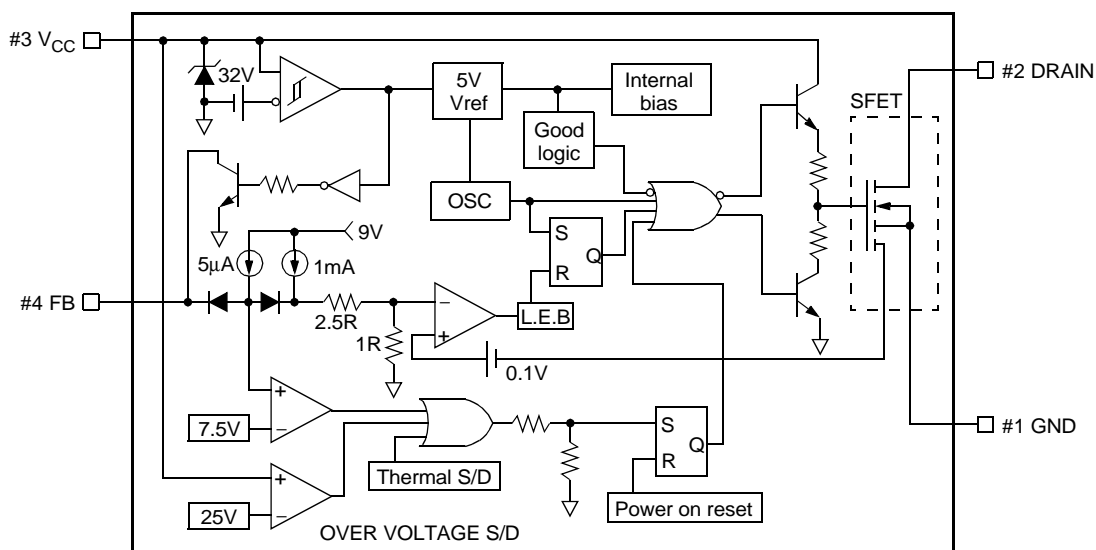 #3 VCC
#2 DRAIN
32V
5V
Vref
Internal
bias
SFET
Good
logic
OSC
9V
S
R
Q
5µA
1mA
#4 FB
2.5R
−
+
L.E.B
1R
0.1V
+
−
7.5V
S
R
Q
#1 GND
Thermal S/D
+
−
25V
Power on reset
OVER VOLTAGE S/D